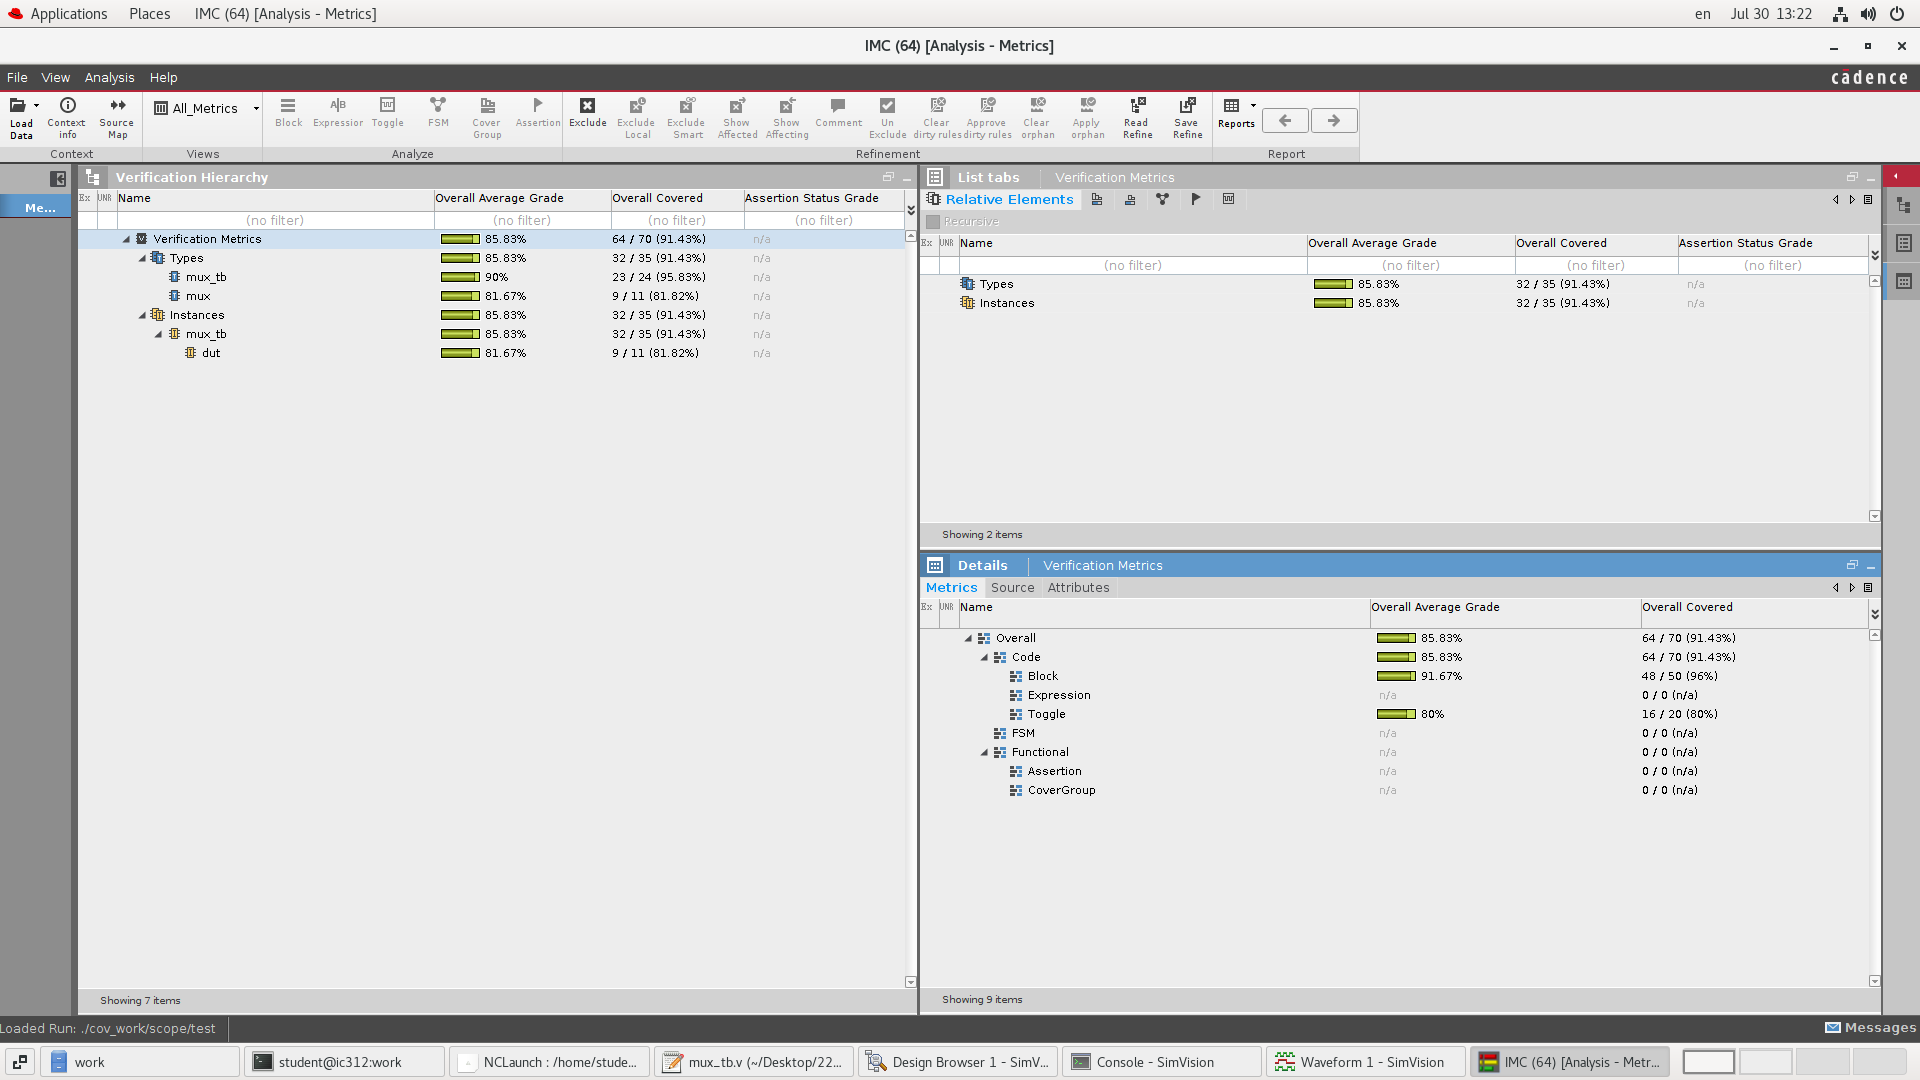 Applications Places IMC (64) [Analysis - Metrics] en Jul 30 13:22
IMC (64) [Analysis - Metrics]
File View Analysis Help cādence
Load Data Context info Source Map All_Metrics Block Expression Toggle FSM Cover Group Assertion Exclude Exclude Local Exclude Smart Show Affected Show Affecting Comment Un Exclude Clear dirty rules Approve dirty rules Clear orphan Apply orphan Read Refine Save Refine Reports
Context Views Analyze Refinement Report
Me...
Verification Hierarchy
Ex UNR Name Overall Average Grade Overall Covered Assertion Status Grade
(no filter) (no filter) (no filter) (no filter)
Verification Metrics 85.83% 64 / 70 (91.43%) n/a
Types 85.83% 32 / 35 (91.43%) n/a
mux_tb 90% 23 / 24 (95.83%) n/a
mux 81.67% 9 / 11 (81.82%) n/a
Instances 85.83% 32 / 35 (91.43%) n/a
mux_tb 85.83% 32 / 35 (91.43%) n/a
dut 81.67% 9 / 11 (81.82%) n/a
Showing 7 items
List tabs Verification Metrics
Relative Elements
Recursive
Ex UNR Name Overall Average Grade Overall Covered Assertion Status Grade
(no filter) (no filter) (no filter) (no filter)
Types 85.83% 32 / 35 (91.43%) n/a
Instances 85.83% 32 / 35 (91.43%) n/a
Showing 2 items
Details Verification Metrics
Metrics Source Attributes
Ex UNR Name Overall Average Grade Overall Covered
Overall 85.83% 64 / 70 (91.43%)
Code 85.83% 64 / 70 (91.43%)
Block 91.67% 48 / 50 (96%)
Expression n/a 0 / 0 (n/a)
Toggle 80% 16 / 20 (80%)
FSM n/a 0 / 0 (n/a)
Functional n/a 0 / 0 (n/a)
Assertion n/a 0 / 0 (n/a)
CoverGroup n/a 0 / 0 (n/a)
Showing 9 items
Loaded Run: ./cov_work/scope/test Messages
work student@ic312:work NCLaunch : /home/stude... mux_tb.v (~/Desktop/22... Design Browser 1 - SimV... Console - SimVision Waveform 1 - SimVision IMC (64) [Analysis - Metr...